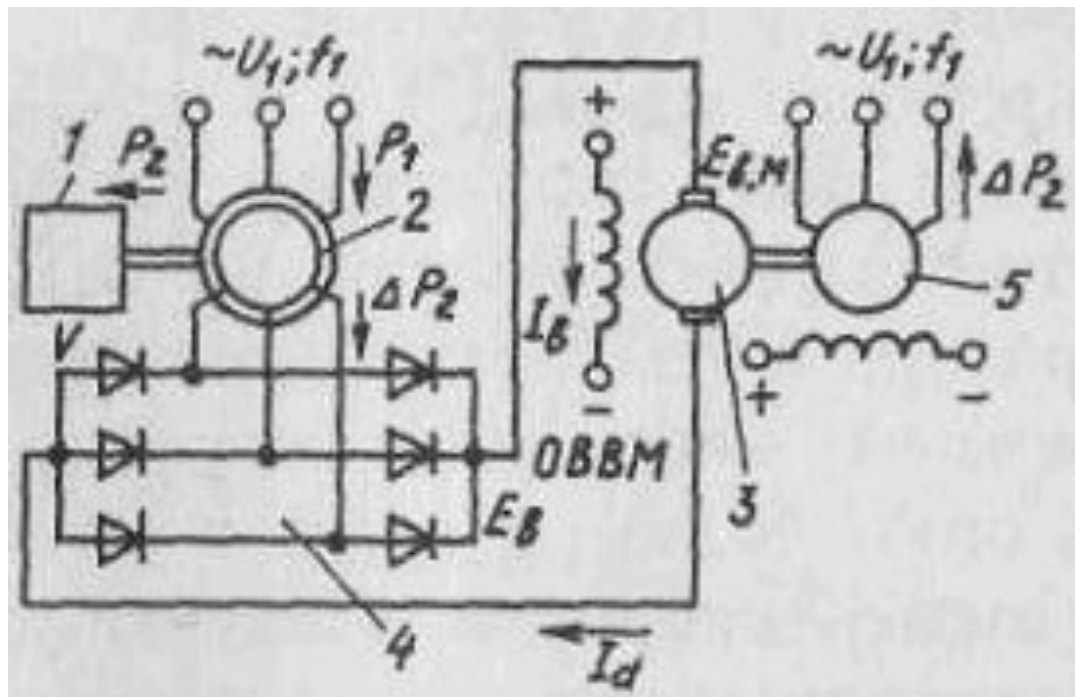 ~U₁; f₁
~U₁; f₁
1
P₂
P₁
2
+
Eв,м
ΔP₂
ΔP₂
Iв
5
V
−
+
−
ОВВМ
3
Eв
4
Id